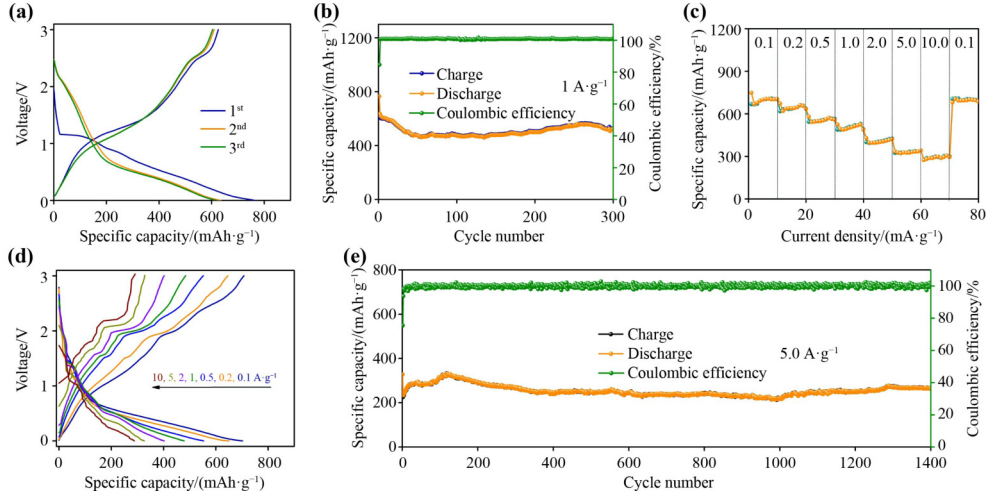 (a)
3
2
1
0
Voltage/V
1st
2nd
3rd
0 200 400 600 800
Specific capacity/(mAh·g⁻¹)
(b)
1200
1000
800
600
400
200
0
Specific capacity/(mAh·g⁻¹)
Charge
Discharge
Coulombic efficiency
1 A·g⁻¹
100
80
60
40
20
0
Coulombic efficiency/%
0 100 200 300
Cycle number
(c)
1200
900
600
300
0
Specific capacity/(mAh·g⁻¹)
0.1 0.2 0.5 1.0 2.0 5.0 10.0 0.1
0 20 40 60 80
Current density/(mA·g⁻¹)
(d)
3
2
1
0
Voltage/V
10, 5, 2, 1, 0.5, 0.2, 0.1 A·g⁻¹
0 200 400 600 800
Specific capacity/(mAh·g⁻¹)
(e)
800
600
400
200
0
Specific capacity/(mAh·g⁻¹)
Charge
Discharge
Coulombic efficiency
5.0 A·g⁻¹
100
80
60
40
20
0
Coulombic efficiency/%
0 200 400 600 800 1000 1200 1400
Cycle number